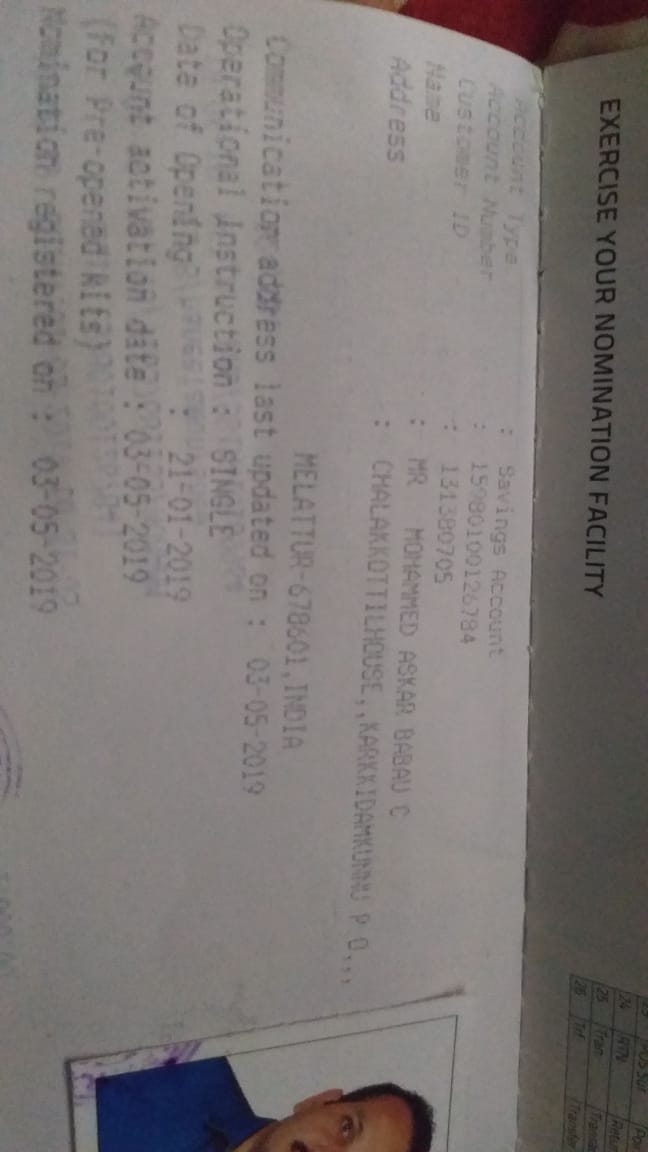 EXERCISE YOUR NOMINATION FACILITY
Account Type : Savings Account
Account Number : 15980100126784
Customer ID : 131380705
Name : MR MOHAMMED ASKAR BABAU C
Address : CHALAKKOTTILHOUSE,,KARKKIDAMKUNNU P O,,,
MELATTUR-678601,INDIA
Communication address last updated on : 03-05-2019
Operational Instruction : SINGLE
Date of Opening : 21-01-2019
Account activation date : 03-05-2019
(for Pre-opened Kits)
Nomination registered on : 03-05-2019
24
25 Tran
26 Trf Transfer